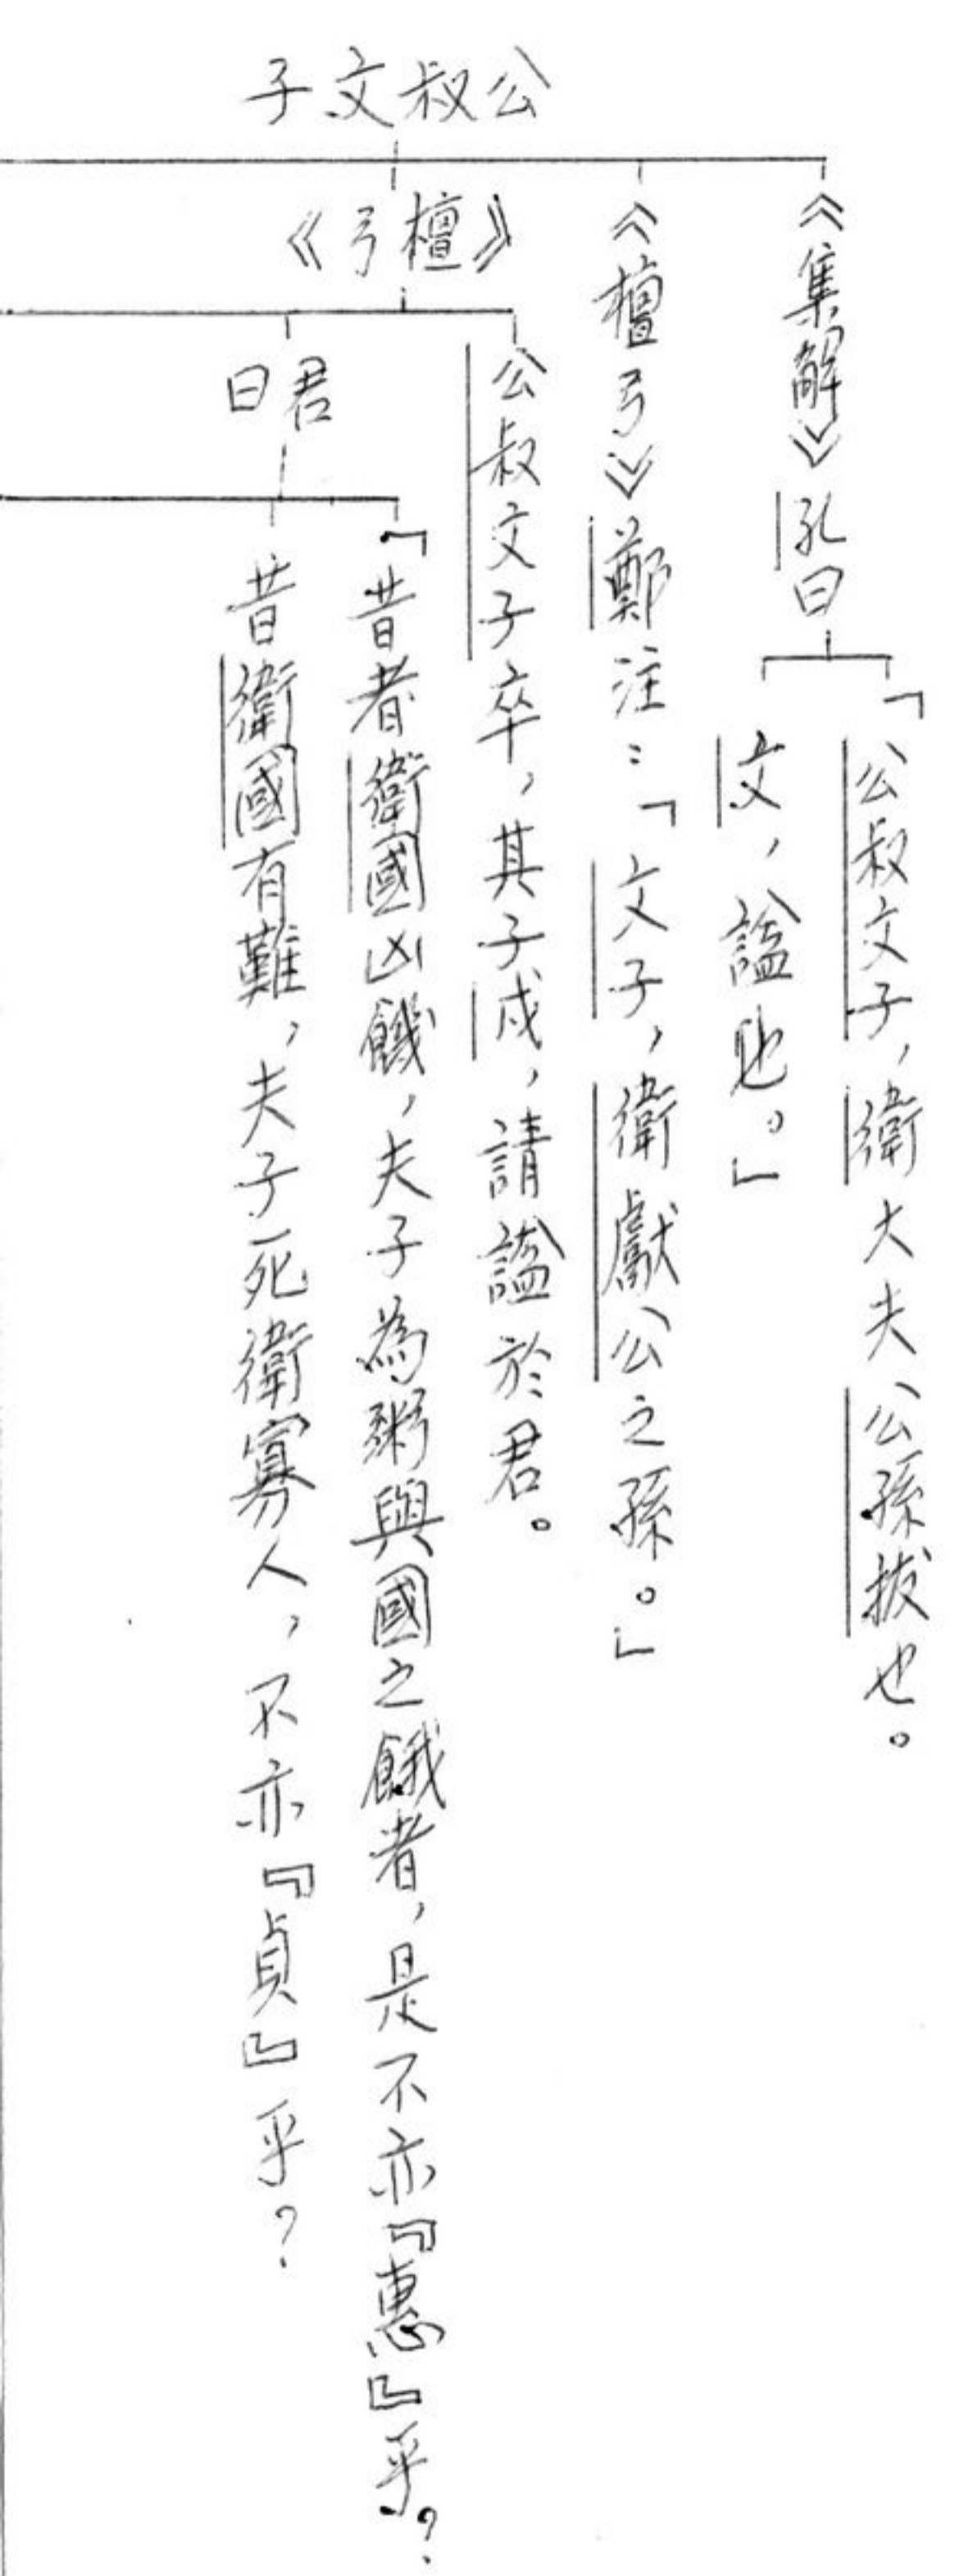 公叔文子
《集解》孔曰
「公叔文子，衛大夫公孫拔也。
文，諡也。」
《檀弓》鄭注：「文子，衛獻公之孫。」
《檀弓》
公叔文子卒，其子戍，請諡於君。
君曰
「昔者衛國凶饑，夫子為粥與國之餓者，是不亦『惠』乎？
昔衛國有難，夫子死衛寡人，不亦『貞』乎？